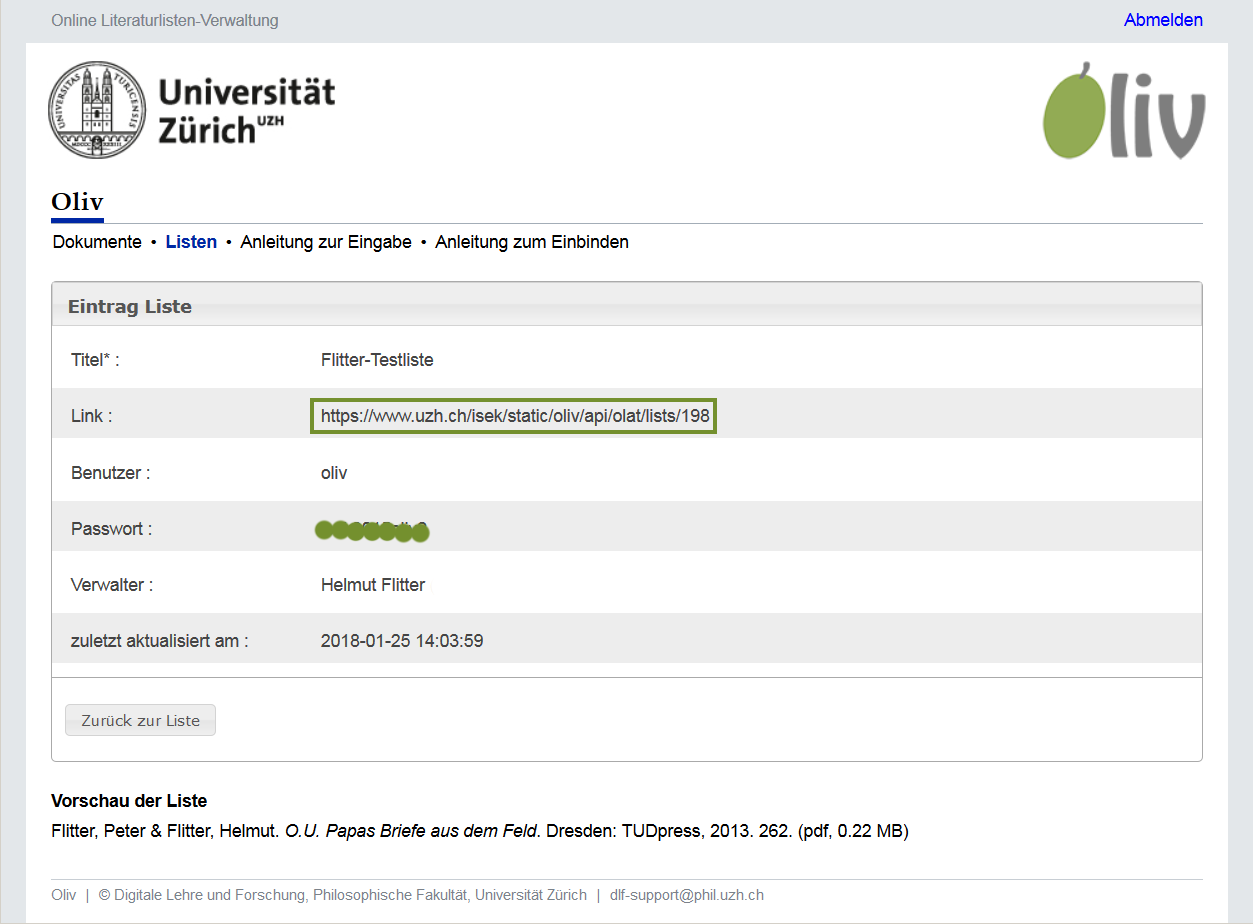 Online Literaturlisten-Verwaltung
Abmelden
UNIVERSITAS TURICENSIS
MDCCC XXXIII
Universität
Zürich UZH
Oliv
Oliv
Dokumente • Listen • Anleitung zur Eingabe • Anleitung zum Einbinden
Eintrag Liste
Titel* : Flitter-Testliste
Link : https://www.uzh.ch/isek/static/oliv/api/olat/lists/198
Benutzer : oliv
Passwort :
Verwalter : Helmut Flitter
zuletzt aktualisiert am : 2018-01-25 14:03:59
Zurück zur Liste
Vorschau der Liste
Flitter, Peter & Flitter, Helmut. O.U. Papas Briefe aus dem Feld. Dresden: TUDpress, 2013. 262. (pdf, 0.22 MB)
Oliv | © Digitale Lehre und Forschung, Philosophische Fakultät, Universität Zürich | dlf-support@phil.uzh.ch